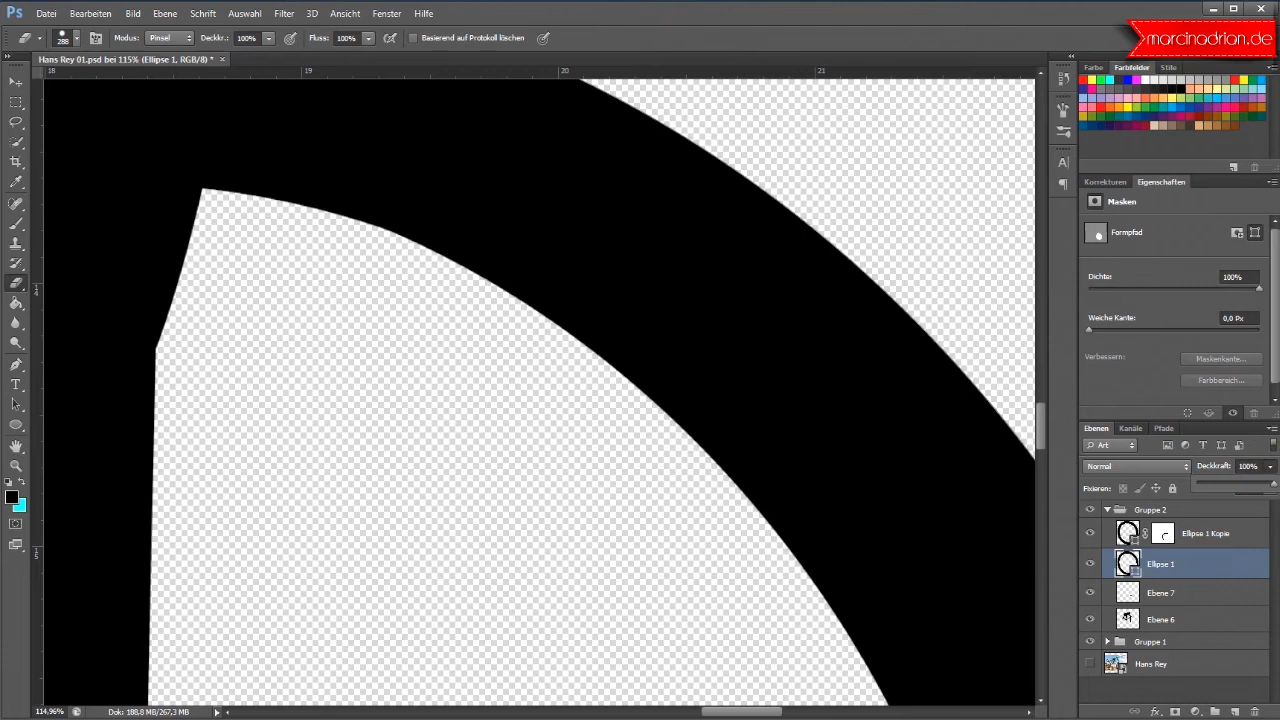 Ps Datei Bearbeiten Bild Ebene Schrift Auswahl Filter 3D Ansicht Fenster Hilfe
288 Modus: Pinsel Deckkr.: 100% Fluss: 100% Basierend auf Protokoll löschen
marcinadrian.de
Hans Rey 01.psd bei 115% (Ellipse 1, RGB/8) * ×
18 19 20 21
14
15
Farbe Farbfelder Stile
Korrekturen Eigenschaften
Masken
Formpfad
Dichte: 100%
Weiche Kante: 0,0 Px
Verbessern: Maskenkante...
Farbbereich...
Ebenen Kanäle Pfade
Art
Normal Deckkraft: 100%
Fixieren:
Gruppe 2
Ellipse 1 Kopie
Ellipse 1
Ebene 7
Ebene 6
Gruppe 1
Hans Rey
114,96% Dok: 188,8 MB/267,3 MB